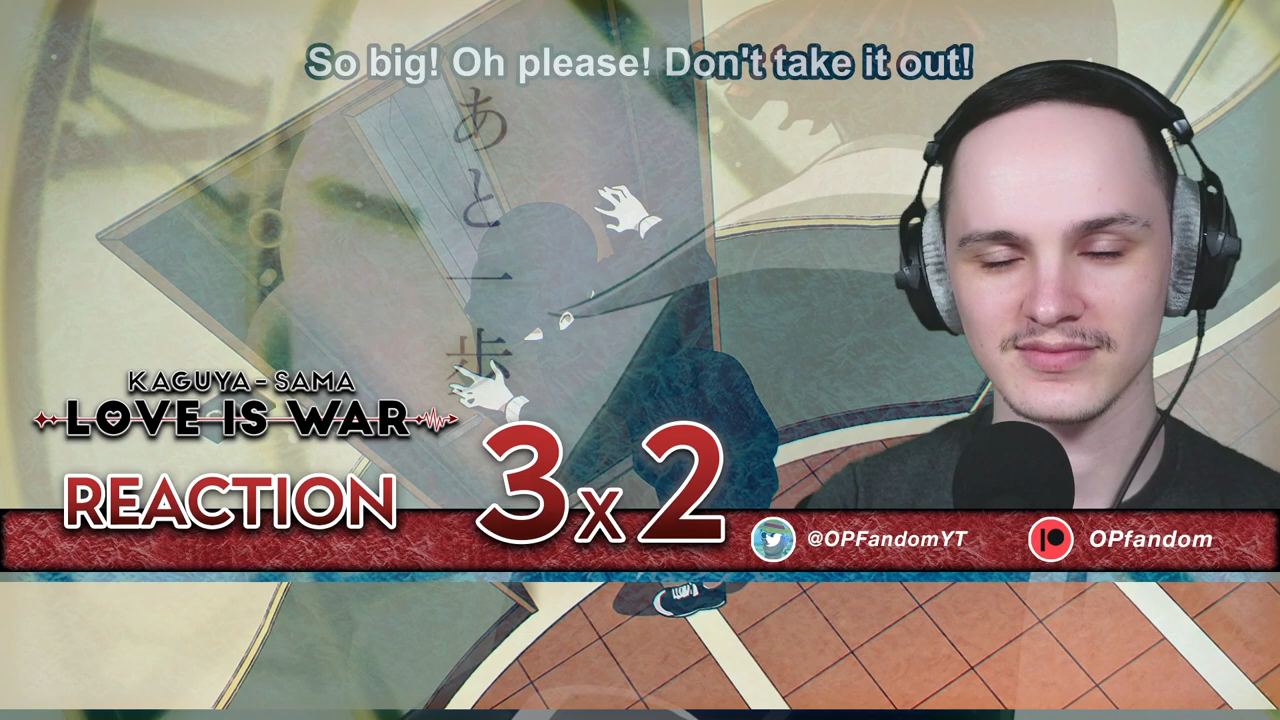 So big! Oh please! Don't take it out!
あと一歩
KAGUYA-SAMA
LOVE IS WAR
REACTION
3x2
@OPFandomYT
OPfandom